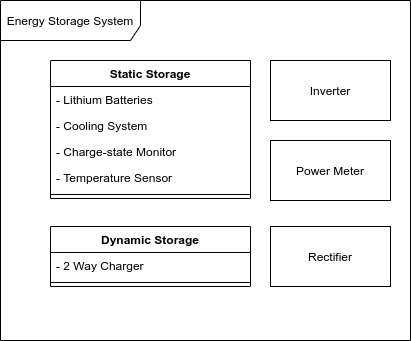 Energy Storage System
Static Storage
- Lithium Batteries
- Cooling System
- Charge-state Monitor
- Temperature Sensor
Inverter
Power Meter
Dynamic Storage
- 2 Way Charger
Rectifier